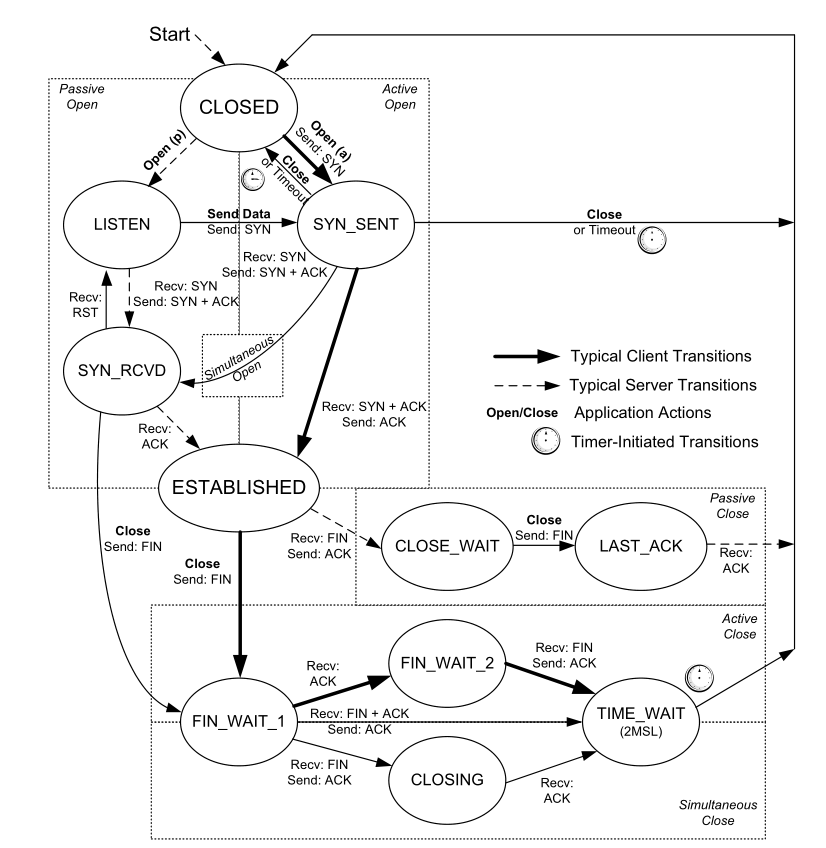 Start
Passive
Open
Active
Open
CLOSED
Open (p)
Open (a)
Send: SYN
Close
or Timeout
LISTEN
Send Data
Send: SYN
SYN_SENT
Close
or Timeout
Recv: SYN
Send: SYN + ACK
Recv: SYN
Send: SYN + ACK
Recv:
RST
SYN_RCVD
Simultaneous
Open
Typical Client Transitions
Typical Server Transitions
Open/Close Application Actions
Timer-Initiated Transitions
Recv: SYN + ACK
Send: ACK
Recv:
ACK
ESTABLISHED
Passive
Close
Close
Send: FIN
Close
Send: FIN
Recv: FIN
Send: ACK
CLOSE_WAIT
Close
Send: FIN
LAST_ACK
Recv:
ACK
Active
Close
FIN_WAIT_2
Recv: FIN
Send: ACK
Recv:
ACK
FIN_WAIT_1
Recv: FIN + ACK
Send: ACK
TIME_WAIT
(2MSL)
Recv: FIN
Send: ACK
CLOSING
Recv:
ACK
Simultaneous
Close